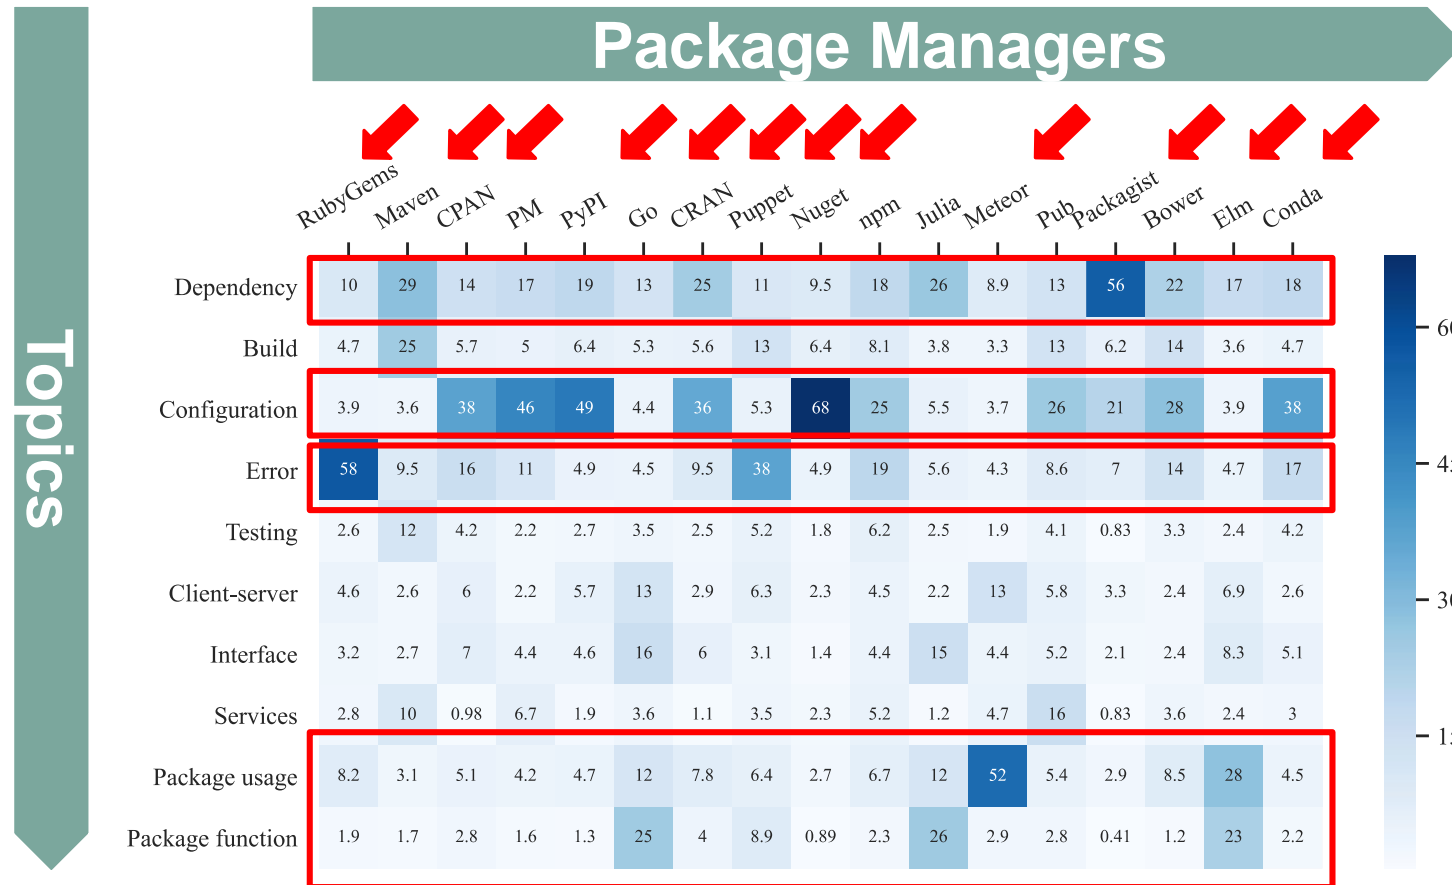 Package Managers
Topics
RubyGems Maven CPAN PM PyPI Go CRAN Puppet Nuget npm Julia Meteor Pub Packagist Bower Elm Conda
Dependency 10 29 14 17 19 13 25 11 9.5 18 26 8.9 13 56 22 17 18
Build 4.7 25 5.7 5 6.4 5.3 5.6 13 6.4 8.1 3.8 3.3 13 6.2 14 3.6 4.7
Configuration 3.9 3.6 38 46 49 4.4 36 5.3 68 25 5.5 3.7 26 21 28 3.9 38
Error 58 9.5 16 11 4.9 4.5 9.5 38 4.9 19 5.6 4.3 8.6 7 14 4.7 17
Testing 2.6 12 4.2 2.2 2.7 3.5 2.5 5.2 1.8 6.2 2.5 1.9 4.1 0.83 3.3 2.4 4.2
Client-server 4.6 2.6 6 2.2 5.7 13 2.9 6.3 2.3 4.5 2.2 13 5.8 3.3 2.4 6.9 2.6
Interface 3.2 2.7 7 4.4 4.6 16 6 3.1 1.4 4.4 15 4.4 5.2 2.1 2.4 8.3 5.1
Services 2.8 10 0.98 6.7 1.9 3.6 1.1 3.5 2.3 5.2 1.2 4.7 16 0.83 3.6 2.4 3
Package usage 8.2 3.1 5.1 4.2 4.7 12 7.8 6.4 2.7 6.7 12 52 5.4 2.9 8.5 28 4.5
Package function 1.9 1.7 2.8 1.6 1.3 25 4 8.9 0.89 2.3 26 2.9 2.8 0.41 1.2 23 2.2